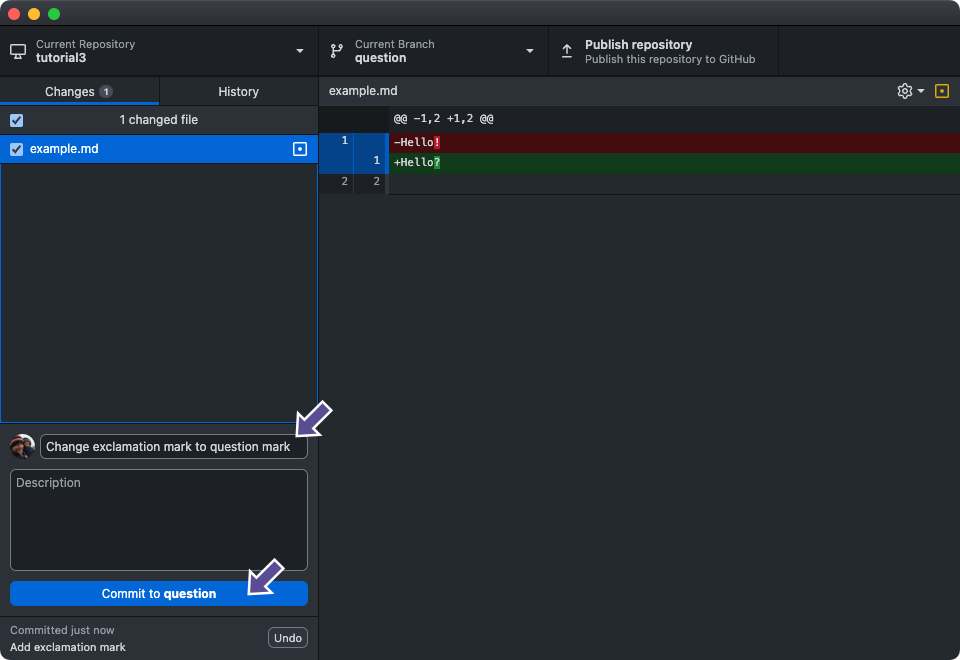 Current Repository
tutorial3
Current Branch
question
Publish repository
Publish this repository to GitHub
Changes 1
History
1 changed file
example.md
Change exclamation mark to question mark
Description
Commit to question
Committed just now
Add exclamation mark
Undo
example.md
@@ -1,2 +1,2 @@
1 -Hello!
1 +Hello?
2 2